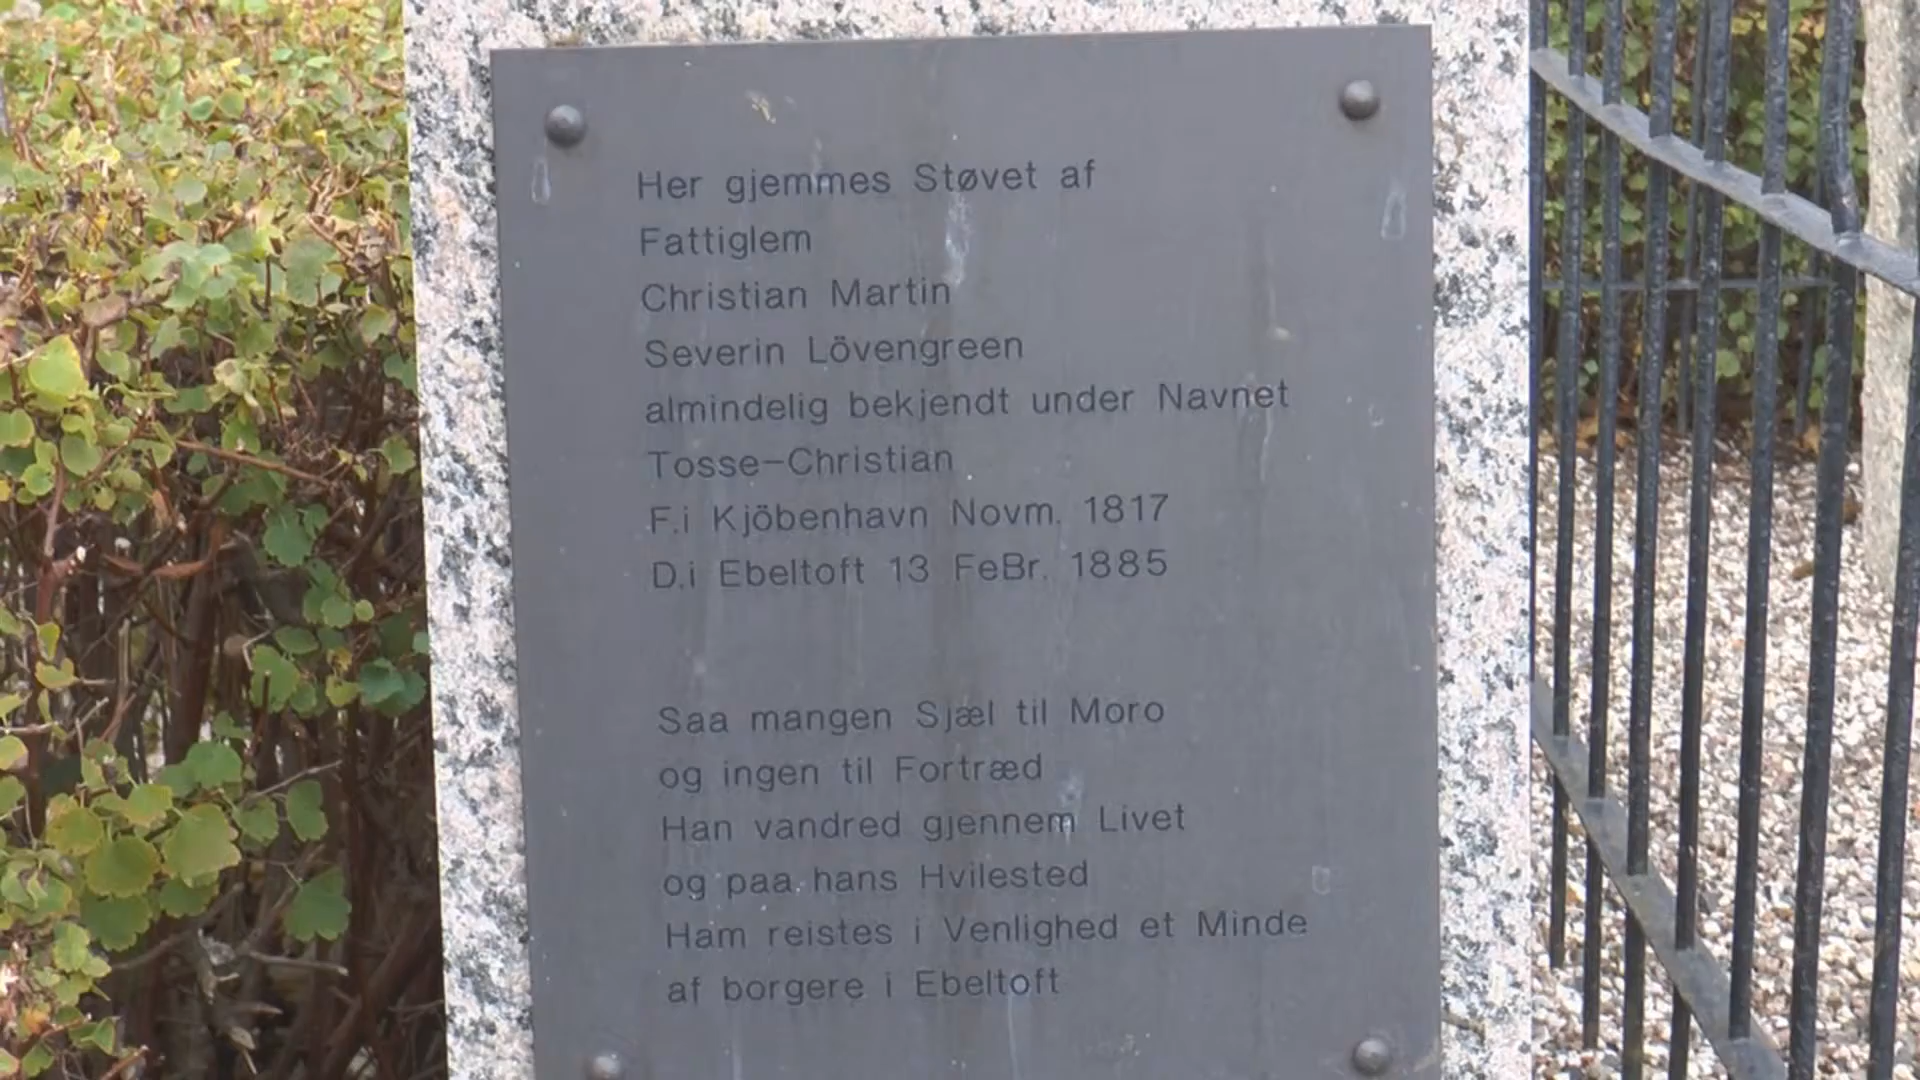 Her gjemmes Støvet af
Fattiglem
Christian Martin
Severin Lövengreen
almindelig bekjendt under Navnet
Tosse-Christian
F.i Kjöbenhavn Novm. 1817
D.i Ebeltoft 13 FeBr. 1885
Saa mangen Sjæl til Moro
og ingen til Fortræd
Han vandred gjennem Livet
og paa hans Hvilested
Ham reistes i Venlighed et Minde
af borgere i Ebeltoft